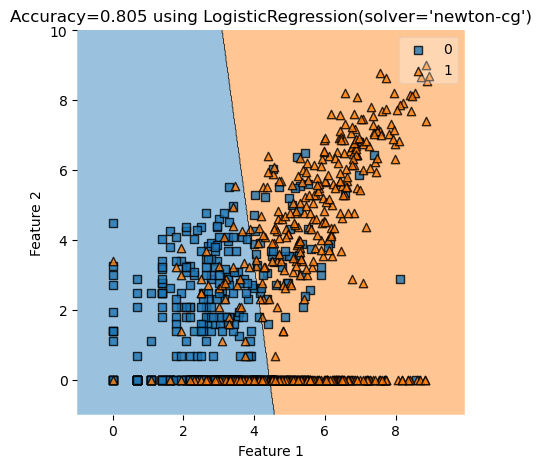 Accuracy=0.805 using LogisticRegression(solver='newton-cg')
10
8
6
4
2
0
Feature 2
0
1
0 2 4 6 8
Feature 1